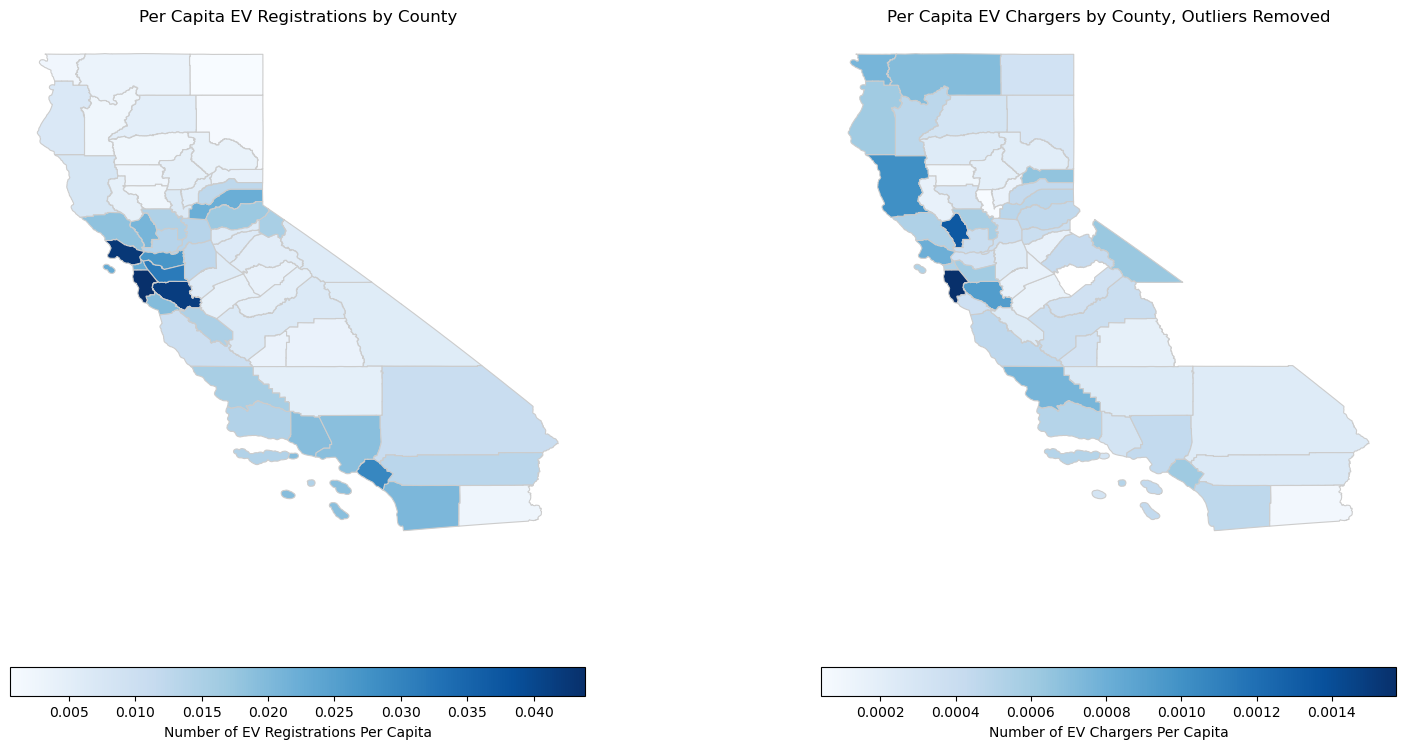 Per Capita EV Registrations by County
Per Capita EV Chargers by County, Outliers Removed
0.005 0.010 0.015 0.020 0.025 0.030 0.035 0.040
Number of EV Registrations Per Capita
0.0002 0.0004 0.0006 0.0008 0.0010 0.0012 0.0014
Number of EV Chargers Per Capita